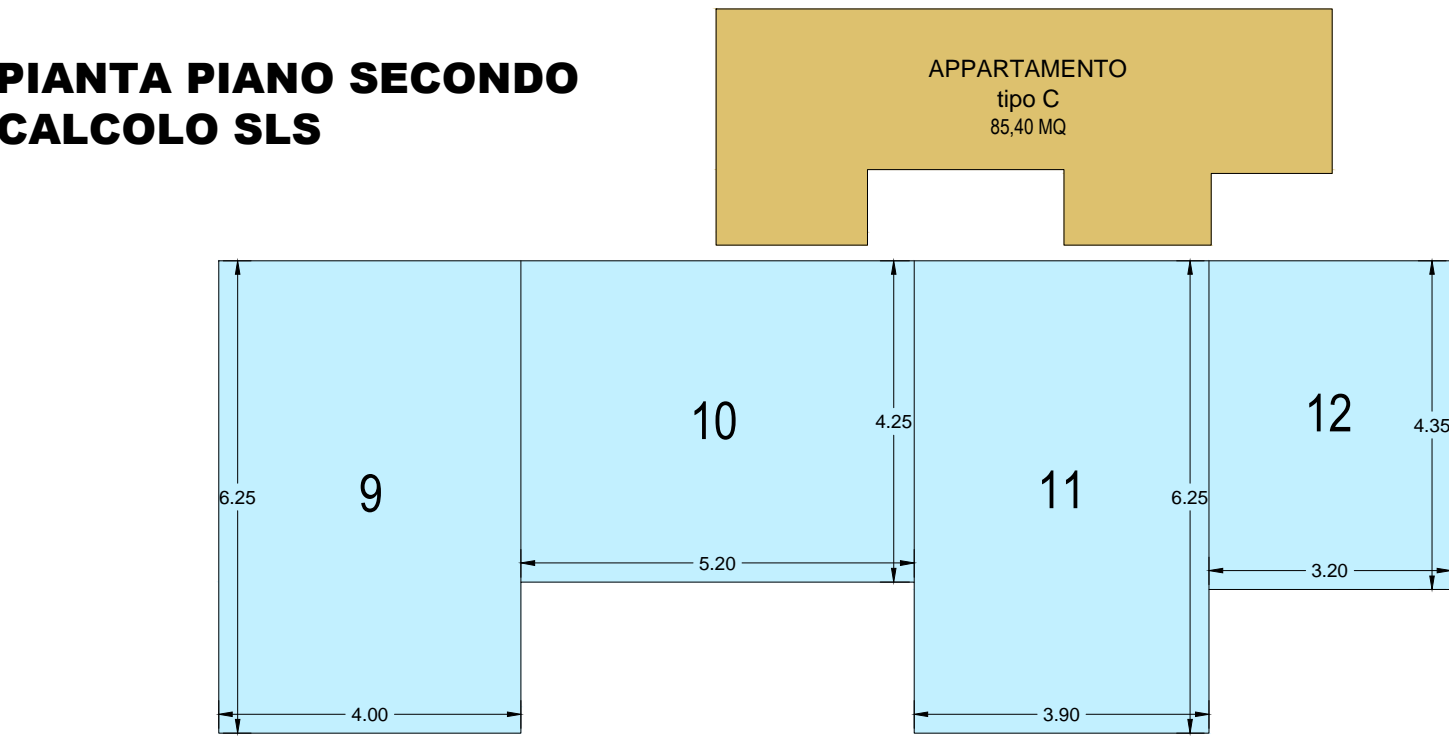 PIANTA PIANO SECONDO
CALCOLO SLS
APPARTAMENTO
tipo C
85,40 MQ
9
6.25
4.00
10
4.25
5.20
11
6.25
3.90
12
4.35
3.20